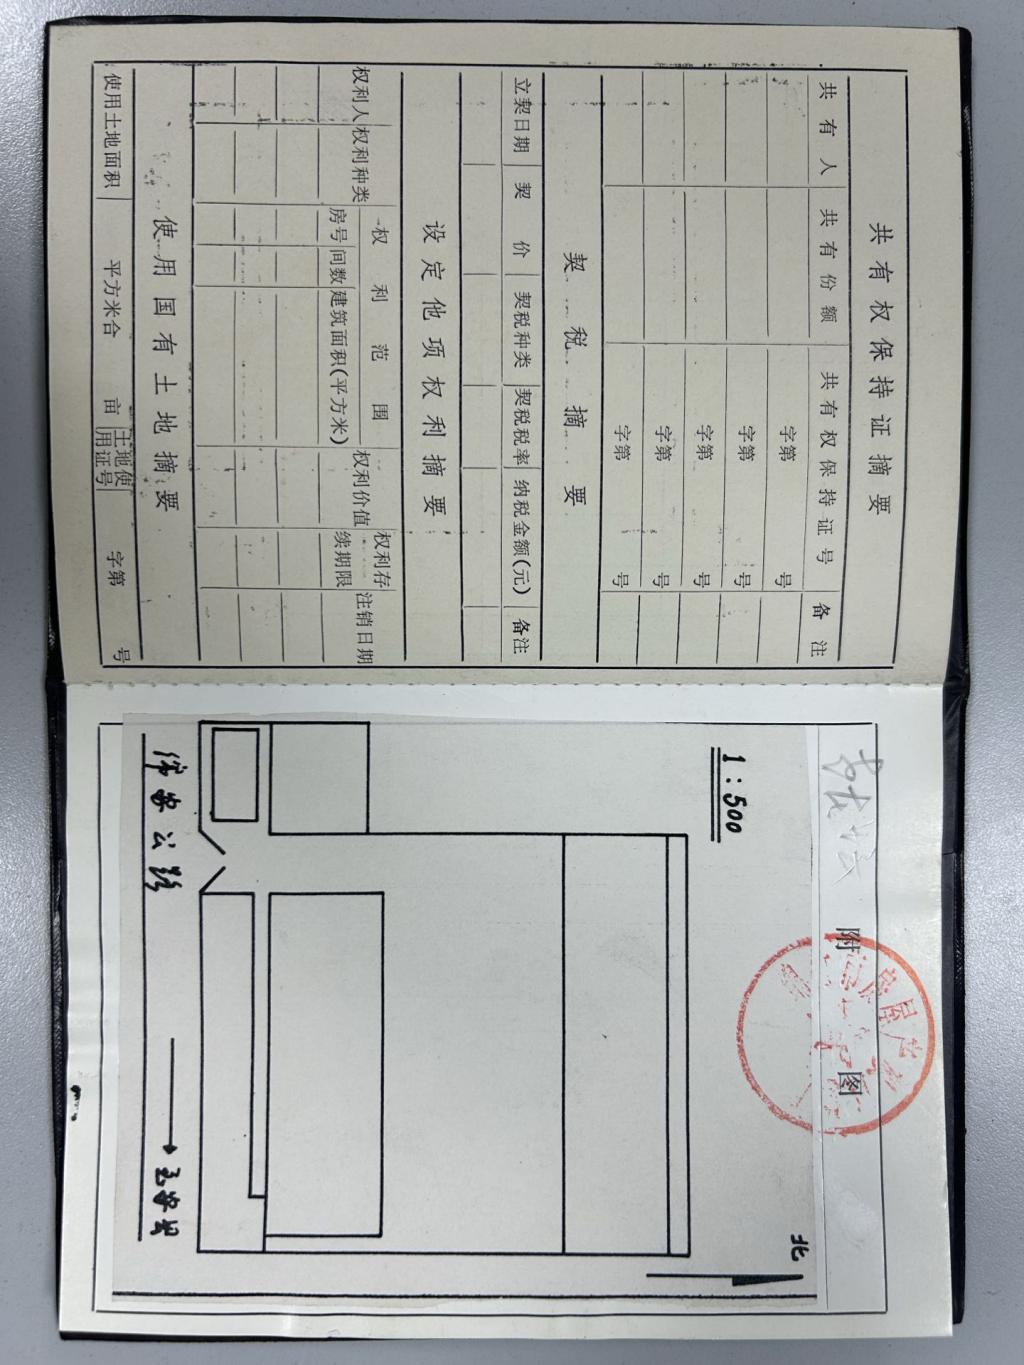 共有权保持证摘要
共有人 共有份额 共有权保持证号 备注
字第 号
字第 号
字第 号
字第 号
字第 号
契税摘要
立契日期 契价 契税种类 契税税率 纳税金额(元) 备注
设定他项权利摘要
权利人 权利种类 权利范围 权利价值 权利存续期限 注销日期
房号 间数 建筑面积(平方米)
使用国有土地摘要
使用土地面积 平方米合 亩 土地使用证号 字第 号
附图
1:500
北
公路